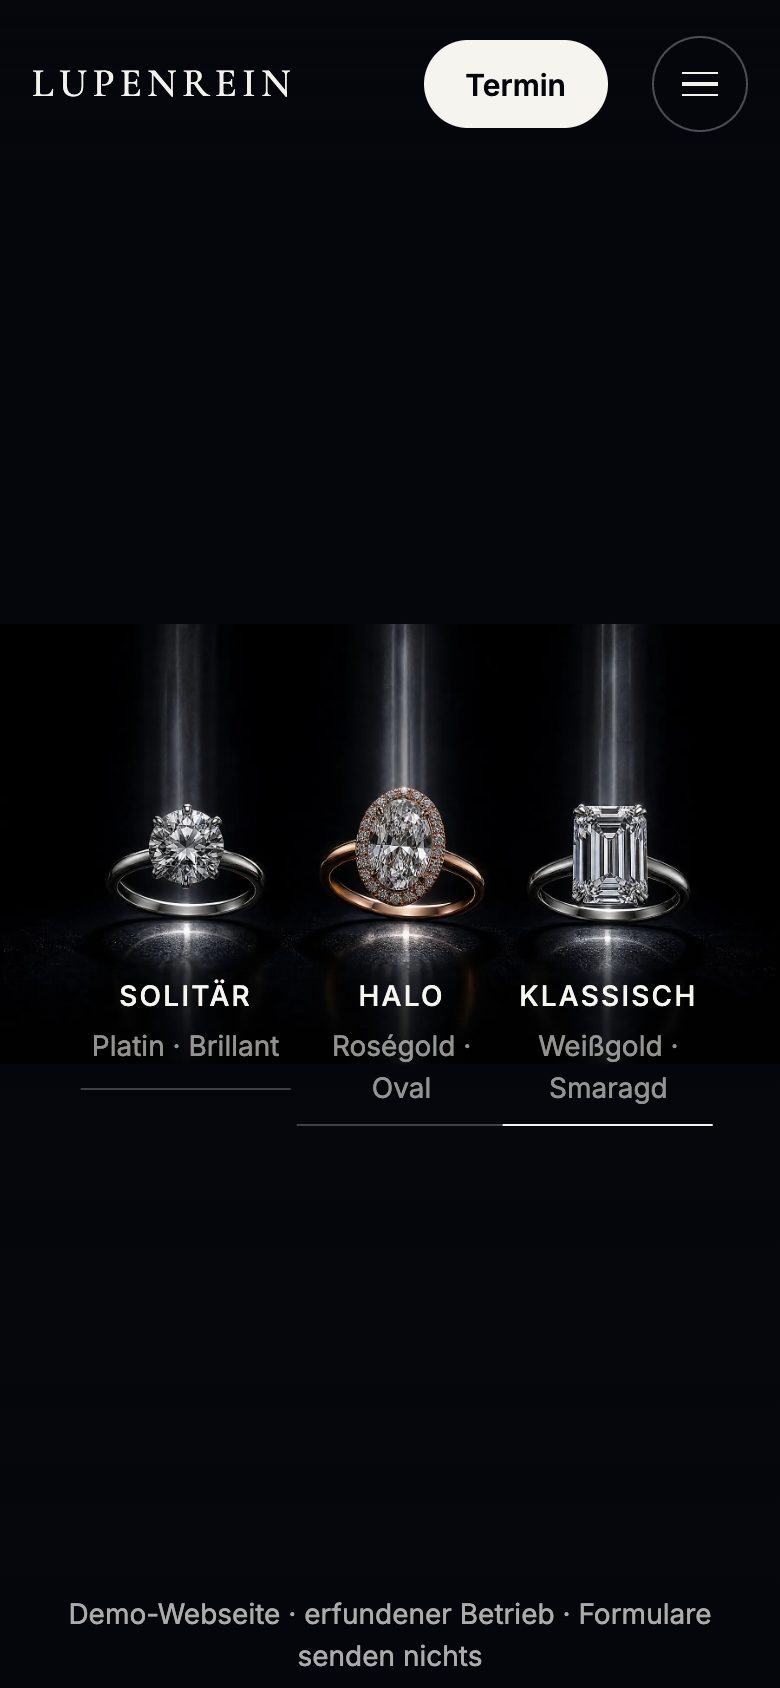 LUPENREIN
Termin
SOLITÄR
Platin · Brillant
HALO
Roségold ·
Oval
KLASSISCH
Weißgold ·
Smaragd
Demo-Webseite · erfundener Betrieb · Formulare
senden nichts